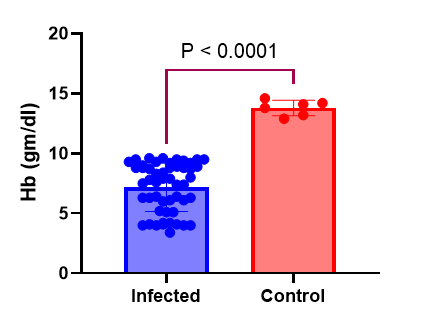 P < 0.0001
Hb (gm/dl)
20
15
10
5
0
Infected Control